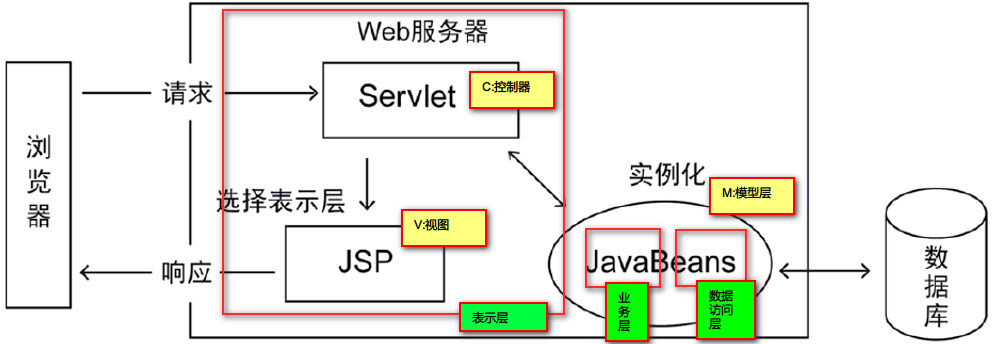 Web服务器
浏览器
请求
Servlet
C:控制器
选择表示层
实例化
M:模型层
V:视图
响应
JSP
JavaBeans
数据库
表示层
业务层
数据访问层